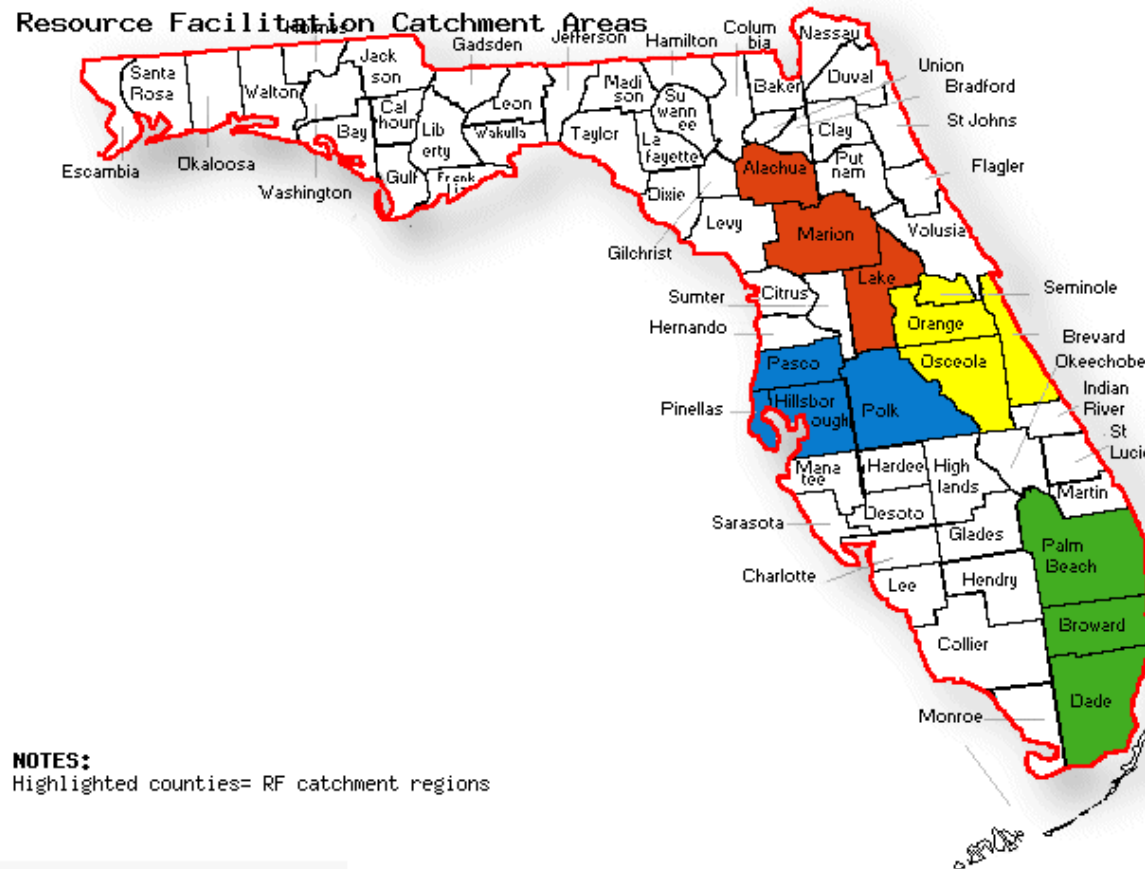 Resource Facilitation Catchment Areas
Holmes
Gadsden
Jefferson
Hamilton
Colum
bia
Nassau
Jack
son
Santa
Rosa
Walton
Leon
Madi
son
Su
wann
ee
Baker
Duval
Union
Bradford
Cal
hour
Lib
erty
Bay
Wakulla
Taylor
La
fayette
Clay
St Johns
Escambia
Okaloosa
Washington
Gulf
Frank
Dixie
Alachua
Put
nam
Flagler
Gilchrist
Levy
Marion
Volusia
Sumter
Citrus
Lake
Seminole
Hernando
Orange
Brevard
Pasco
Osceola
Okeechobe
Pinellas
Hillsbor
ough
Polk
Indian
River
St
Lucie
Mana
tee
Hardee
High
lands
Martin
Sarasota
Desoto
Glades
Palm
Beach
Charlotte
Lee
Hendry
Broward
Collier
Dade
Monroe
NOTES:
Highlighted counties= RF catchment regions